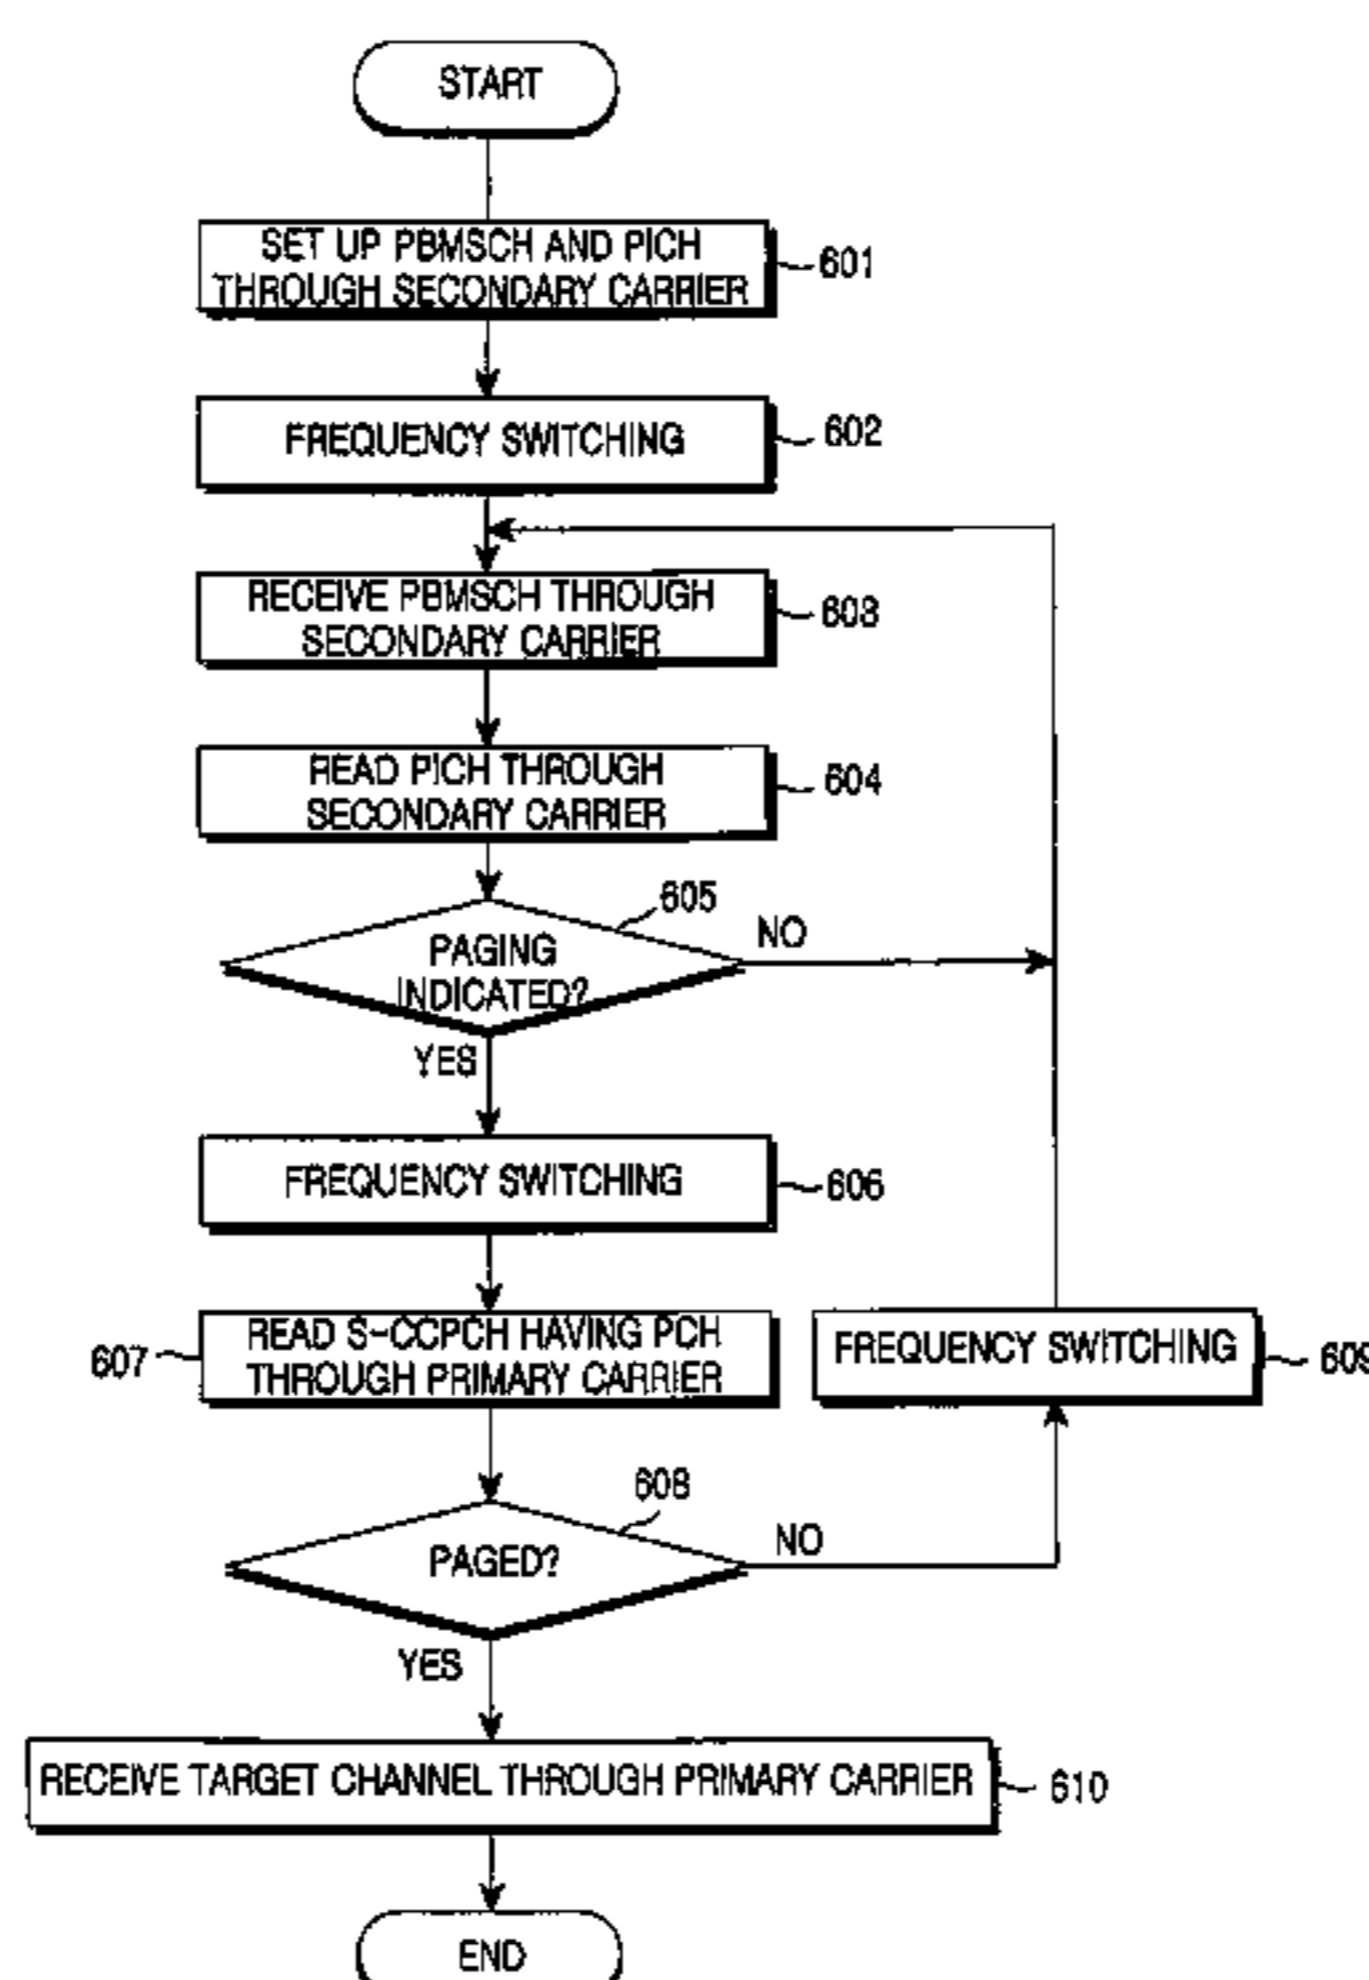 START
SET UP PBMSCH AND PICH
THROUGH SECONDARY CARRIER
601
FREQUENCY SWITCHING
602
RECEIVE PBMSCH THROUGH
SECONDARY CARRIER
603
READ PICH THROUGH
SECONDARY CARRIER
604
605
PAGING
INDICATED?
NO
YES
FREQUENCY SWITCHING
606
607
READ S-CCPCH HAVING PCH
THROUGH PRIMARY CARRIER
FREQUENCY SWITCHING
609
608
PAGED?
NO
YES
RECEIVE TARGET CHANNEL THROUGH PRIMARY CARRIER
610
END